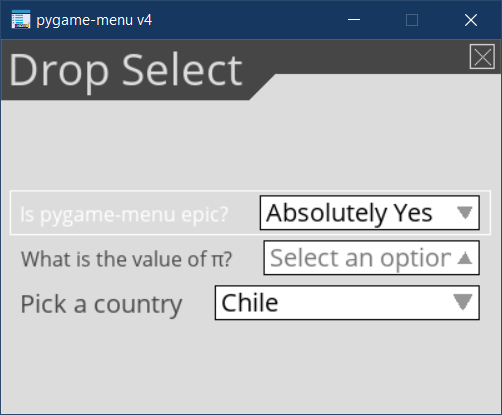 pygame-menu v4
Drop Select
Is pygame-menu epic? Absolutely Yes
What is the value of π? Select an option
Pick a country Chile